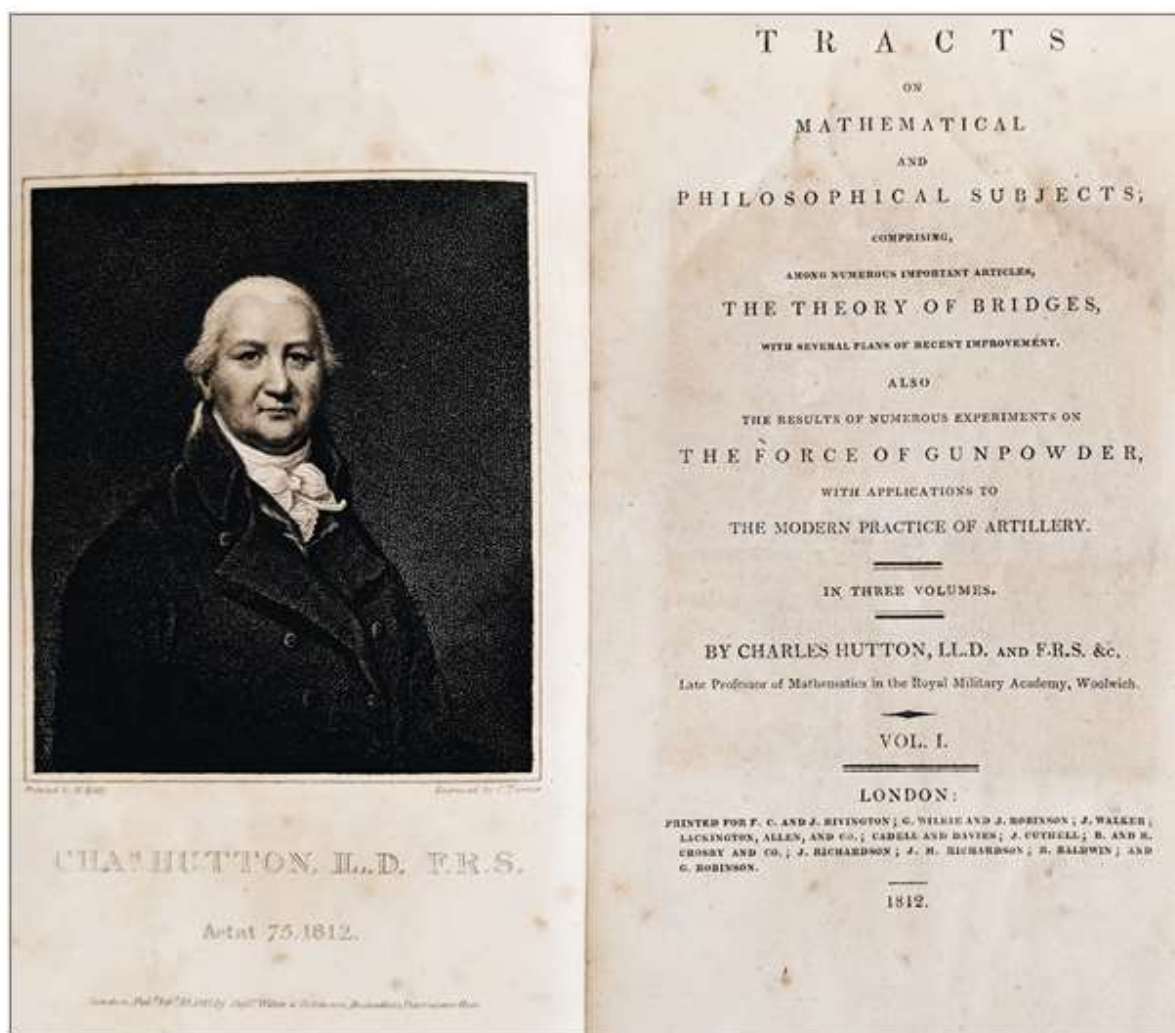 Engraved by C. Turner
CHAS. HUTTON, LL.D. F.R.S.
Aetat 75, 1812.
TRACTS
ON
MATHEMATICAL
AND
PHILOSOPHICAL SUBJECTS;
COMPRISING,
AMONG NUMEROUS IMPORTANT ARTICLES,
THE THEORY OF BRIDGES,
WITH SEVERAL PLANS OF RECENT IMPROVEMENT.
ALSO
THE RESULTS OF NUMEROUS EXPERIMENTS ON
THE FORCE OF GUNPOWDER,
WITH APPLICATIONS TO
THE MODERN PRACTICE OF ARTILLERY.
IN THREE VOLUMES.
BY CHARLES HUTTON, LL.D. AND F.R.S. &c.
Late Professor of Mathematics in the Royal Military Academy, Woolwich.
VOL. I.
LONDON:
PRINTED FOR F. C. AND J. RIVINGTON; G. WILKIE AND J. ROBINSON; J. WALKER;
LACKINGTON, ALLEN, AND CO.; CADELL AND DAVIES; J. CUTHELL; B. AND R.
CROSBY AND CO.; J. RICHARDSON; J. M. RICHARDSON; R. BALDWIN; AND
G. ROBINSON.
1812.